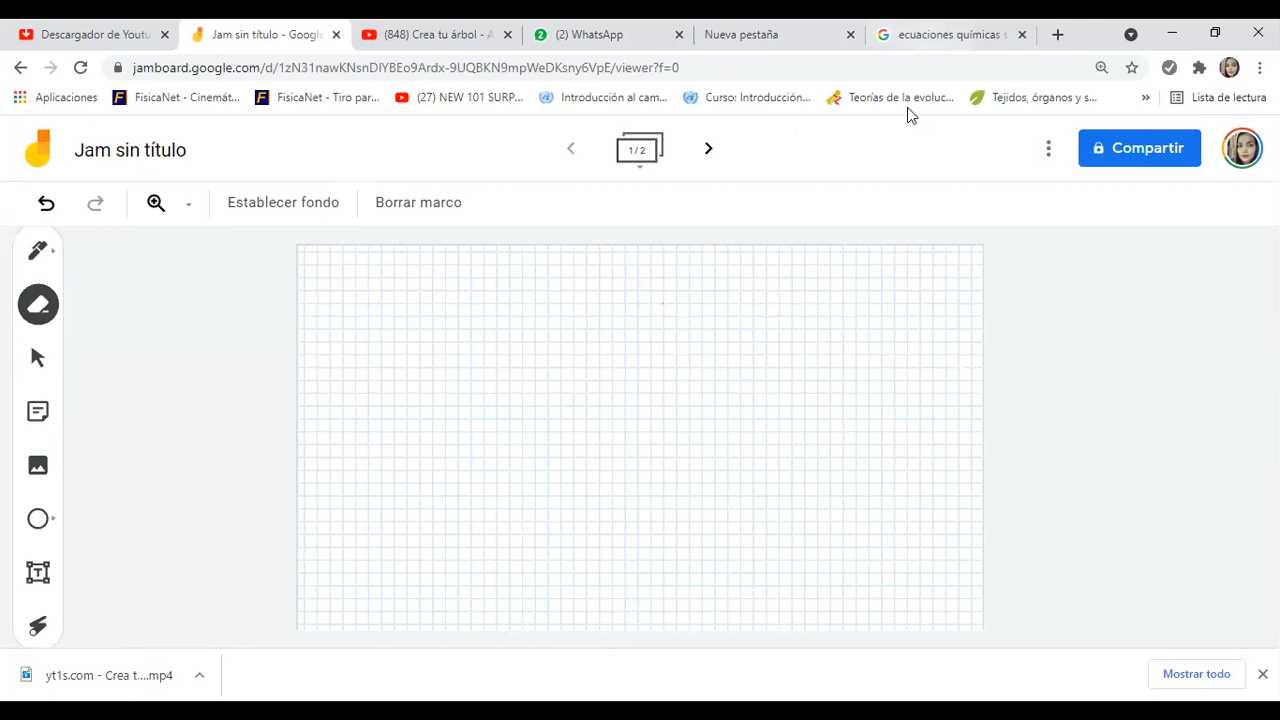 Descargador de Youtu
Jam sin título - Google
(848) Crea tu árbol - A
2
(2) WhatsApp
Nueva pestaña
ecuaciones químicas s
jamboard.google.com/d/1zN31nawKNsnDIYBEo9Ardx-9UQBKN9mpWeDKsny6VpE/viewer?f=0
Aplicaciones
FisicaNet - Cinemát...
FisicaNet - Tiro par...
(27) NEW 101 SURP...
Introducción al cam...
Curso: Introducción...
Teorías de la evoluc...
Tejidos, órganos y s...
»
Lista de lectura
Jam sin título
1 / 2
Compartir
Establecer fondo
Borrar marco
yt1s.com - Crea t....mp4
Mostrar todo